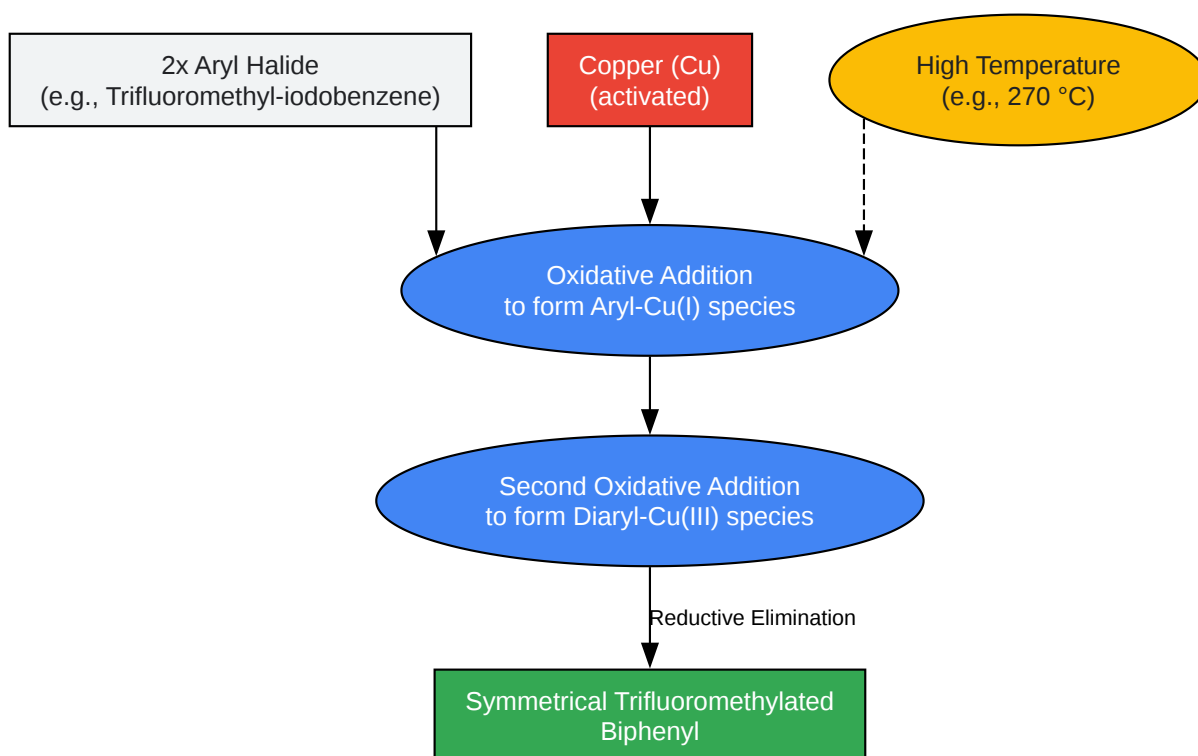 2x Aryl Halide
(e.g., Trifluoromethyl-iodobenzene)
Copper (Cu)
(activated)
High Temperature
(e.g., 270 °C)
Oxidative Addition
to form Aryl-Cu(I) species
Second Oxidative Addition
to form Diaryl-Cu(III) species
Reductive Elimination
Symmetrical Trifluoromethylated
Biphenyl